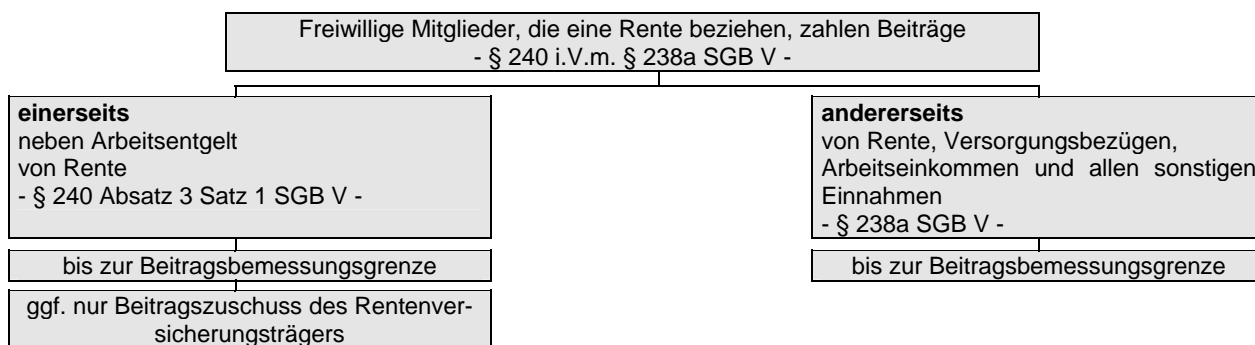 Freiwillige Mitglieder, die eine Rente beziehen, zahlen Beiträge
- § 240 i.V.m. § 238a SGB V -
einerseits
neben Arbeitsentgelt
von Rente
- § 240 Absatz 3 Satz 1 SGB V -
bis zur Beitragsbemessungsgrenze
ggf. nur Beitragszuschuss des Rentenver-
sicherungsträgers
andererseits
von Rente, Versorgungsbezügen,
Arbeitseinkommen und allen sonstigen
Einnahmen
- § 238a SGB V -
bis zur Beitragsbemessungsgrenze